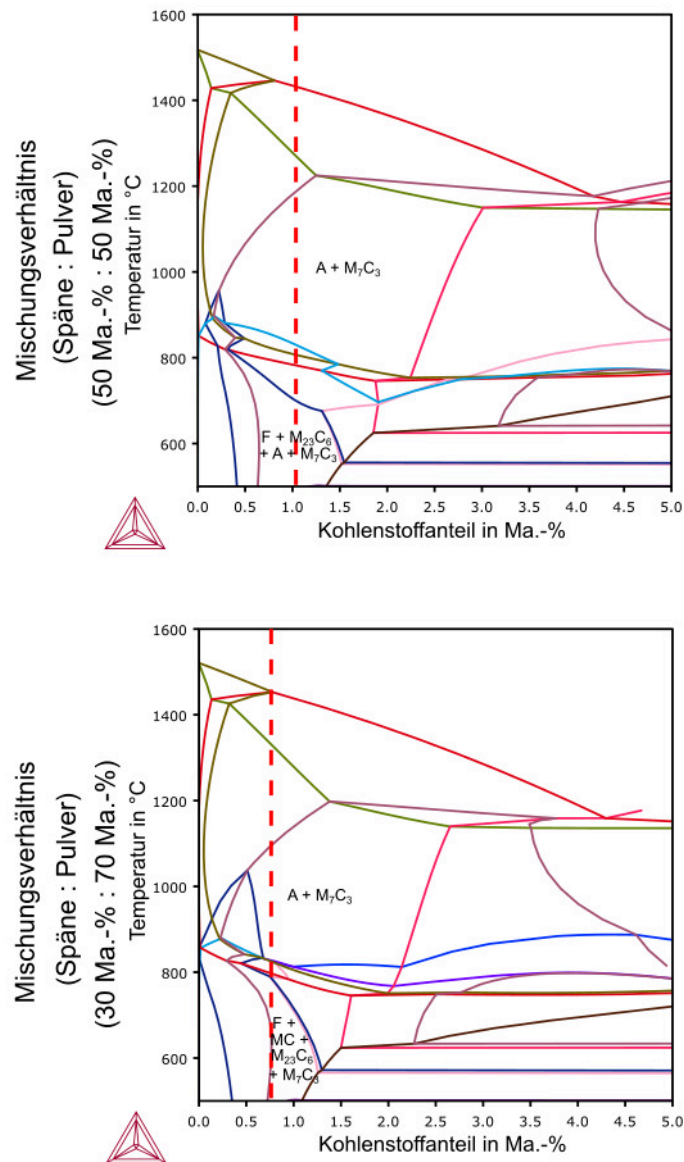 Mischungsverhältnis
(Späne : Pulver)
(50 Ma.-% : 50 Ma.-%)
Temperatur in °C
1600
1400
1200
1000
800
600
A + M₇C₃
F + M₂₃C₆
+ A + M₇C₃
0.0 0.5 1.0 1.5 2.0 2.5 3.0 3.5 4.0 4.5 5.0
Kohlenstoffanteil in Ma.-%
Mischungsverhältnis
(Späne : Pulver)
(30 Ma.-% : 70 Ma.-%)
Temperatur in °C
1600
1400
1200
1000
800
600
A + M₇C₃
F +
MC +
M₂₃C₆
+ M₇C₃
0.0 0.5 1.0 1.5 2.0 2.5 3.0 3.5 4.0 4.5 5.0
Kohlenstoffanteil in Ma.-%